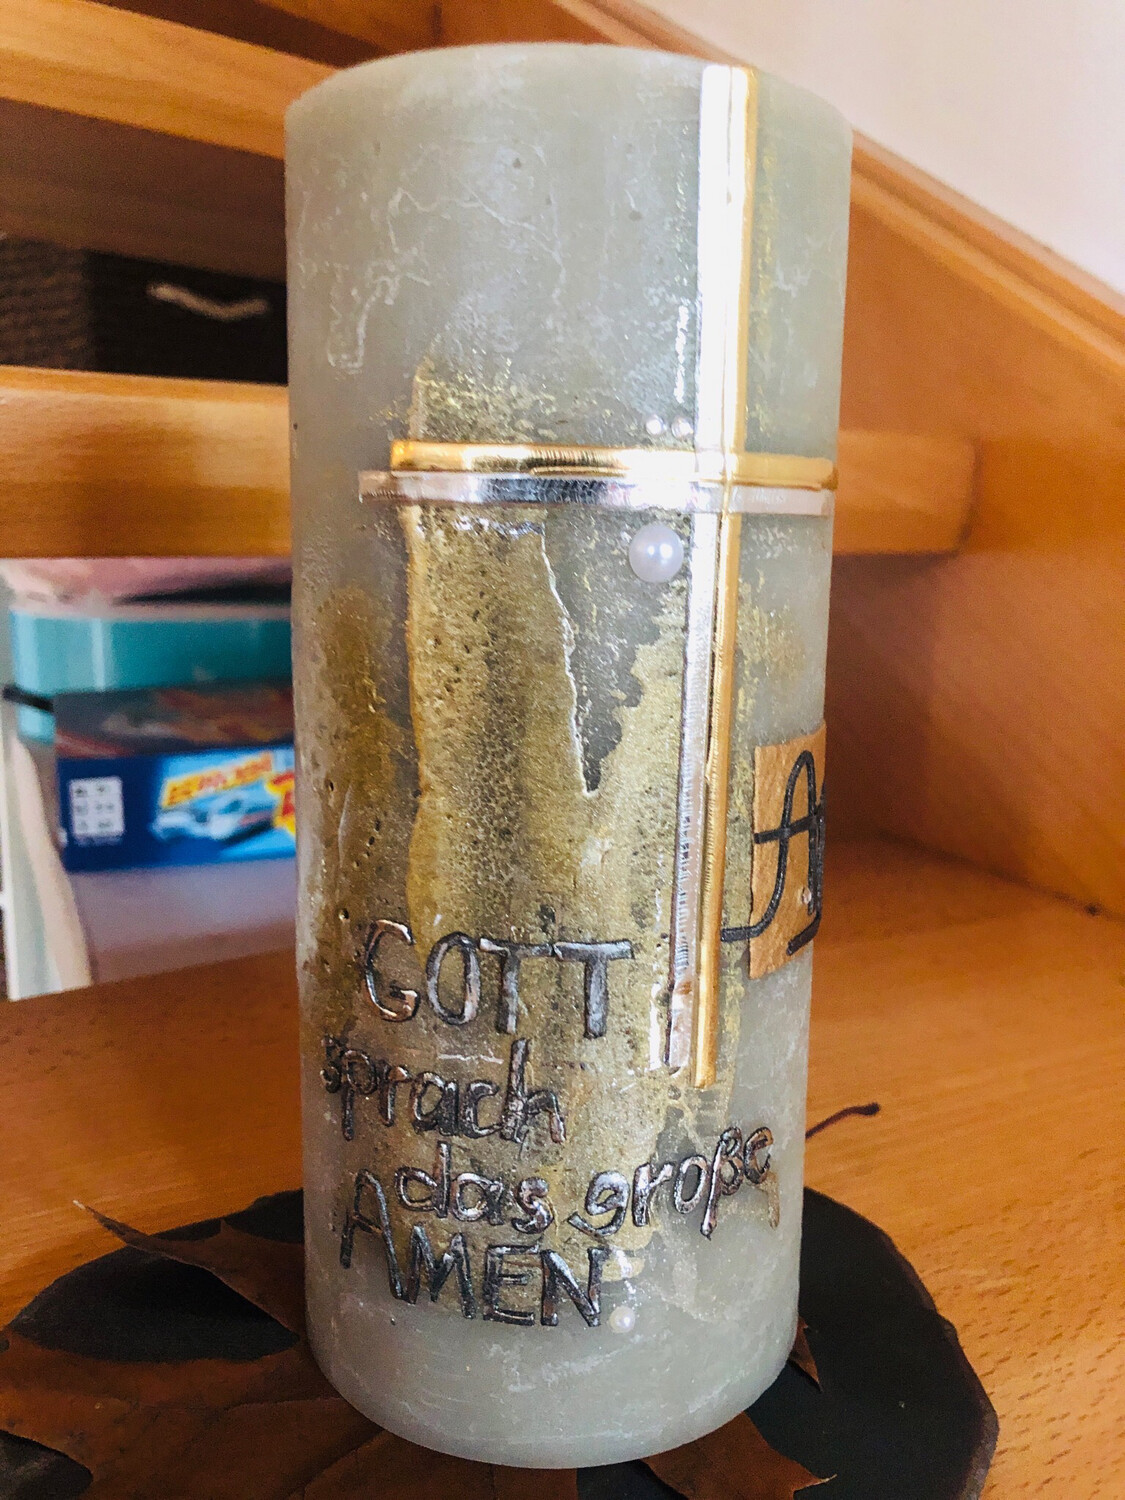 GOTT
sprach
das große
AMEN.